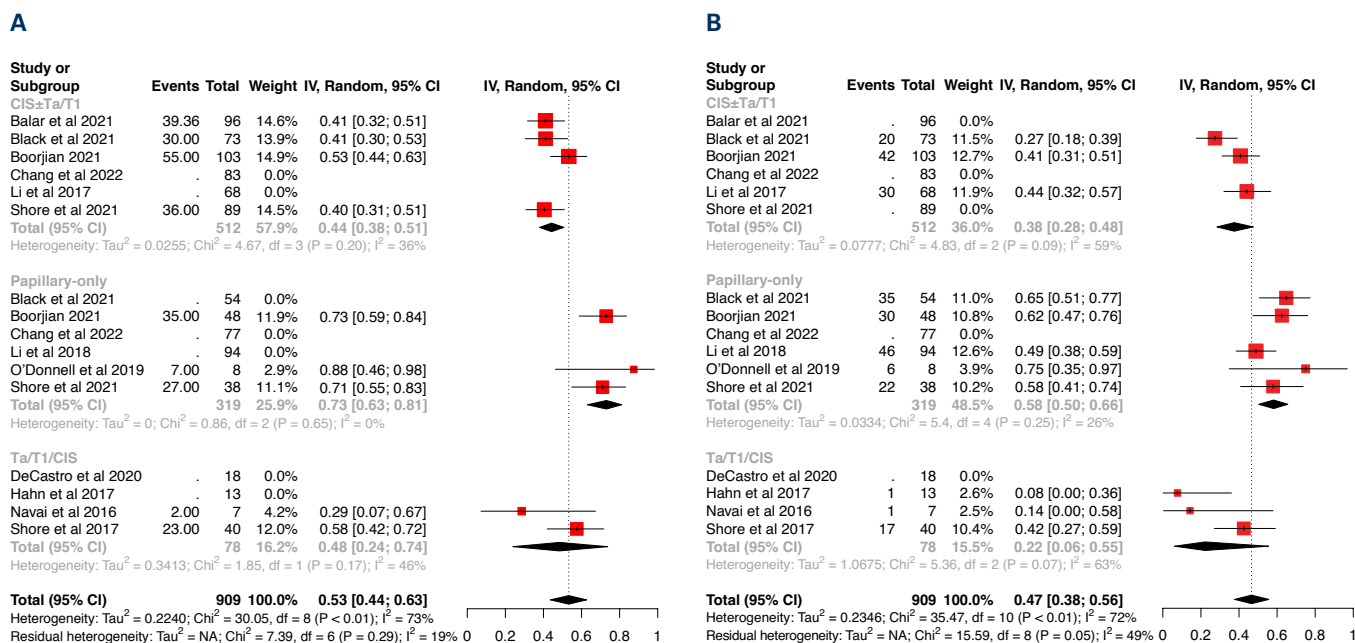 A
Study or
Subgroup Events Total Weight IV, Random, 95% CI IV, Random, 95% CI
CIS±Ta/T1
Balar et al 2021 39.36 96 14.6% 0.41 [0.32; 0.51]
Black et al 2021 30.00 73 13.9% 0.41 [0.30; 0.53]
Boorjian 2021 55.00 103 14.9% 0.53 [0.44; 0.63]
Chang et al 2022 . 83 0.0%
Li et al 2017 . 68 0.0%
Shore et al 2021 36.00 89 14.5% 0.40 [0.31; 0.51]
Total (95% CI) 512 57.9% 0.44 [0.38; 0.51]
Heterogeneity: Tau² = 0.0255; Chi² = 4.67, df = 3 (P = 0.20); I² = 36%
Papillary-only
Black et al 2021 . 54 0.0%
Boorjian 2021 35.00 48 11.9% 0.73 [0.59; 0.84]
Chang et al 2022 . 77 0.0%
Li et al 2018 . 94 0.0%
O'Donnell et al 2019 7.00 8 2.9% 0.88 [0.46; 0.98]
Shore et al 2021 27.00 38 11.1% 0.71 [0.55; 0.83]
Total (95% CI) 319 25.9% 0.73 [0.63; 0.81]
Heterogeneity: Tau² = 0; Chi² = 0.86, df = 2 (P = 0.65); I² = 0%
Ta/T1/CIS
DeCastro et al 2020 . 18 0.0%
Hahn et al 2017 . 13 0.0%
Navai et al 2016 2.00 7 4.2% 0.29 [0.07; 0.67]
Shore et al 2017 23.00 40 12.0% 0.58 [0.42; 0.72]
Total (95% CI) 78 16.2% 0.48 [0.24; 0.74]
Heterogeneity: Tau² = 0.3413; Chi² = 1.85, df = 1 (P = 0.17); I² = 46%
Total (95% CI) 909 100.0% 0.53 [0.44; 0.63]
Heterogeneity: Tau² = 0.2240; Chi² = 30.05, df = 8 (P < 0.01); I² = 73%
Residual heterogeneity: Tau² = NA; Chi² = 7.39, df = 6 (P = 0.29); I² = 19%
0 0.2 0.4 0.6 0.8 1
B
Study or
Subgroup Events Total Weight IV, Random, 95% CI IV, Random, 95% CI
CIS±Ta/T1
Balar et al 2021 . 96 0.0%
Black et al 2021 20 73 11.5% 0.27 [0.18; 0.39]
Boorjian 2021 42 103 12.7% 0.41 [0.31; 0.51]
Chang et al 2022 . 83 0.0%
Li et al 2017 30 68 11.9% 0.44 [0.32; 0.57]
Shore et al 2021 . 89 0.0%
Total (95% CI) 512 36.0% 0.38 [0.28; 0.48]
Heterogeneity: Tau² = 0.0777; Chi² = 4.83, df = 2 (P = 0.09); I² = 59%
Papillary-only
Black et al 2021 35 54 11.0% 0.65 [0.51; 0.77]
Boorjian 2021 30 48 10.8% 0.62 [0.47; 0.76]
Chang et al 2022 . 77 0.0%
Li et al 2018 46 94 12.6% 0.49 [0.38; 0.59]
O'Donnell et al 2019 6 8 3.9% 0.75 [0.35; 0.97]
Shore et al 2021 22 38 10.2% 0.58 [0.41; 0.74]
Total (95% CI) 319 48.5% 0.58 [0.50; 0.66]
Heterogeneity: Tau² = 0.0334; Chi² = 5.4, df = 4 (P = 0.25); I² = 26%
Ta/T1/CIS
DeCastro et al 2020 . 18 0.0%
Hahn et al 2017 1 13 2.6% 0.08 [0.00; 0.36]
Navai et al 2016 1 7 2.5% 0.14 [0.00; 0.58]
Shore et al 2017 17 40 10.4% 0.42 [0.27; 0.59]
Total (95% CI) 78 15.5% 0.22 [0.06; 0.55]
Heterogeneity: Tau² = 1.0675; Chi² = 5.36, df = 2 (P = 0.07); I² = 63%
Total (95% CI) 909 100.0% 0.47 [0.38; 0.56]
Heterogeneity: Tau² = 0.2346; Chi² = 35.47, df = 10 (P < 0.01); I² = 72%
Residual heterogeneity: Tau² = NA; Chi² = 15.59, df = 8 (P = 0.05); I² = 49%
0 0.2 0.4 0.6 0.8 1